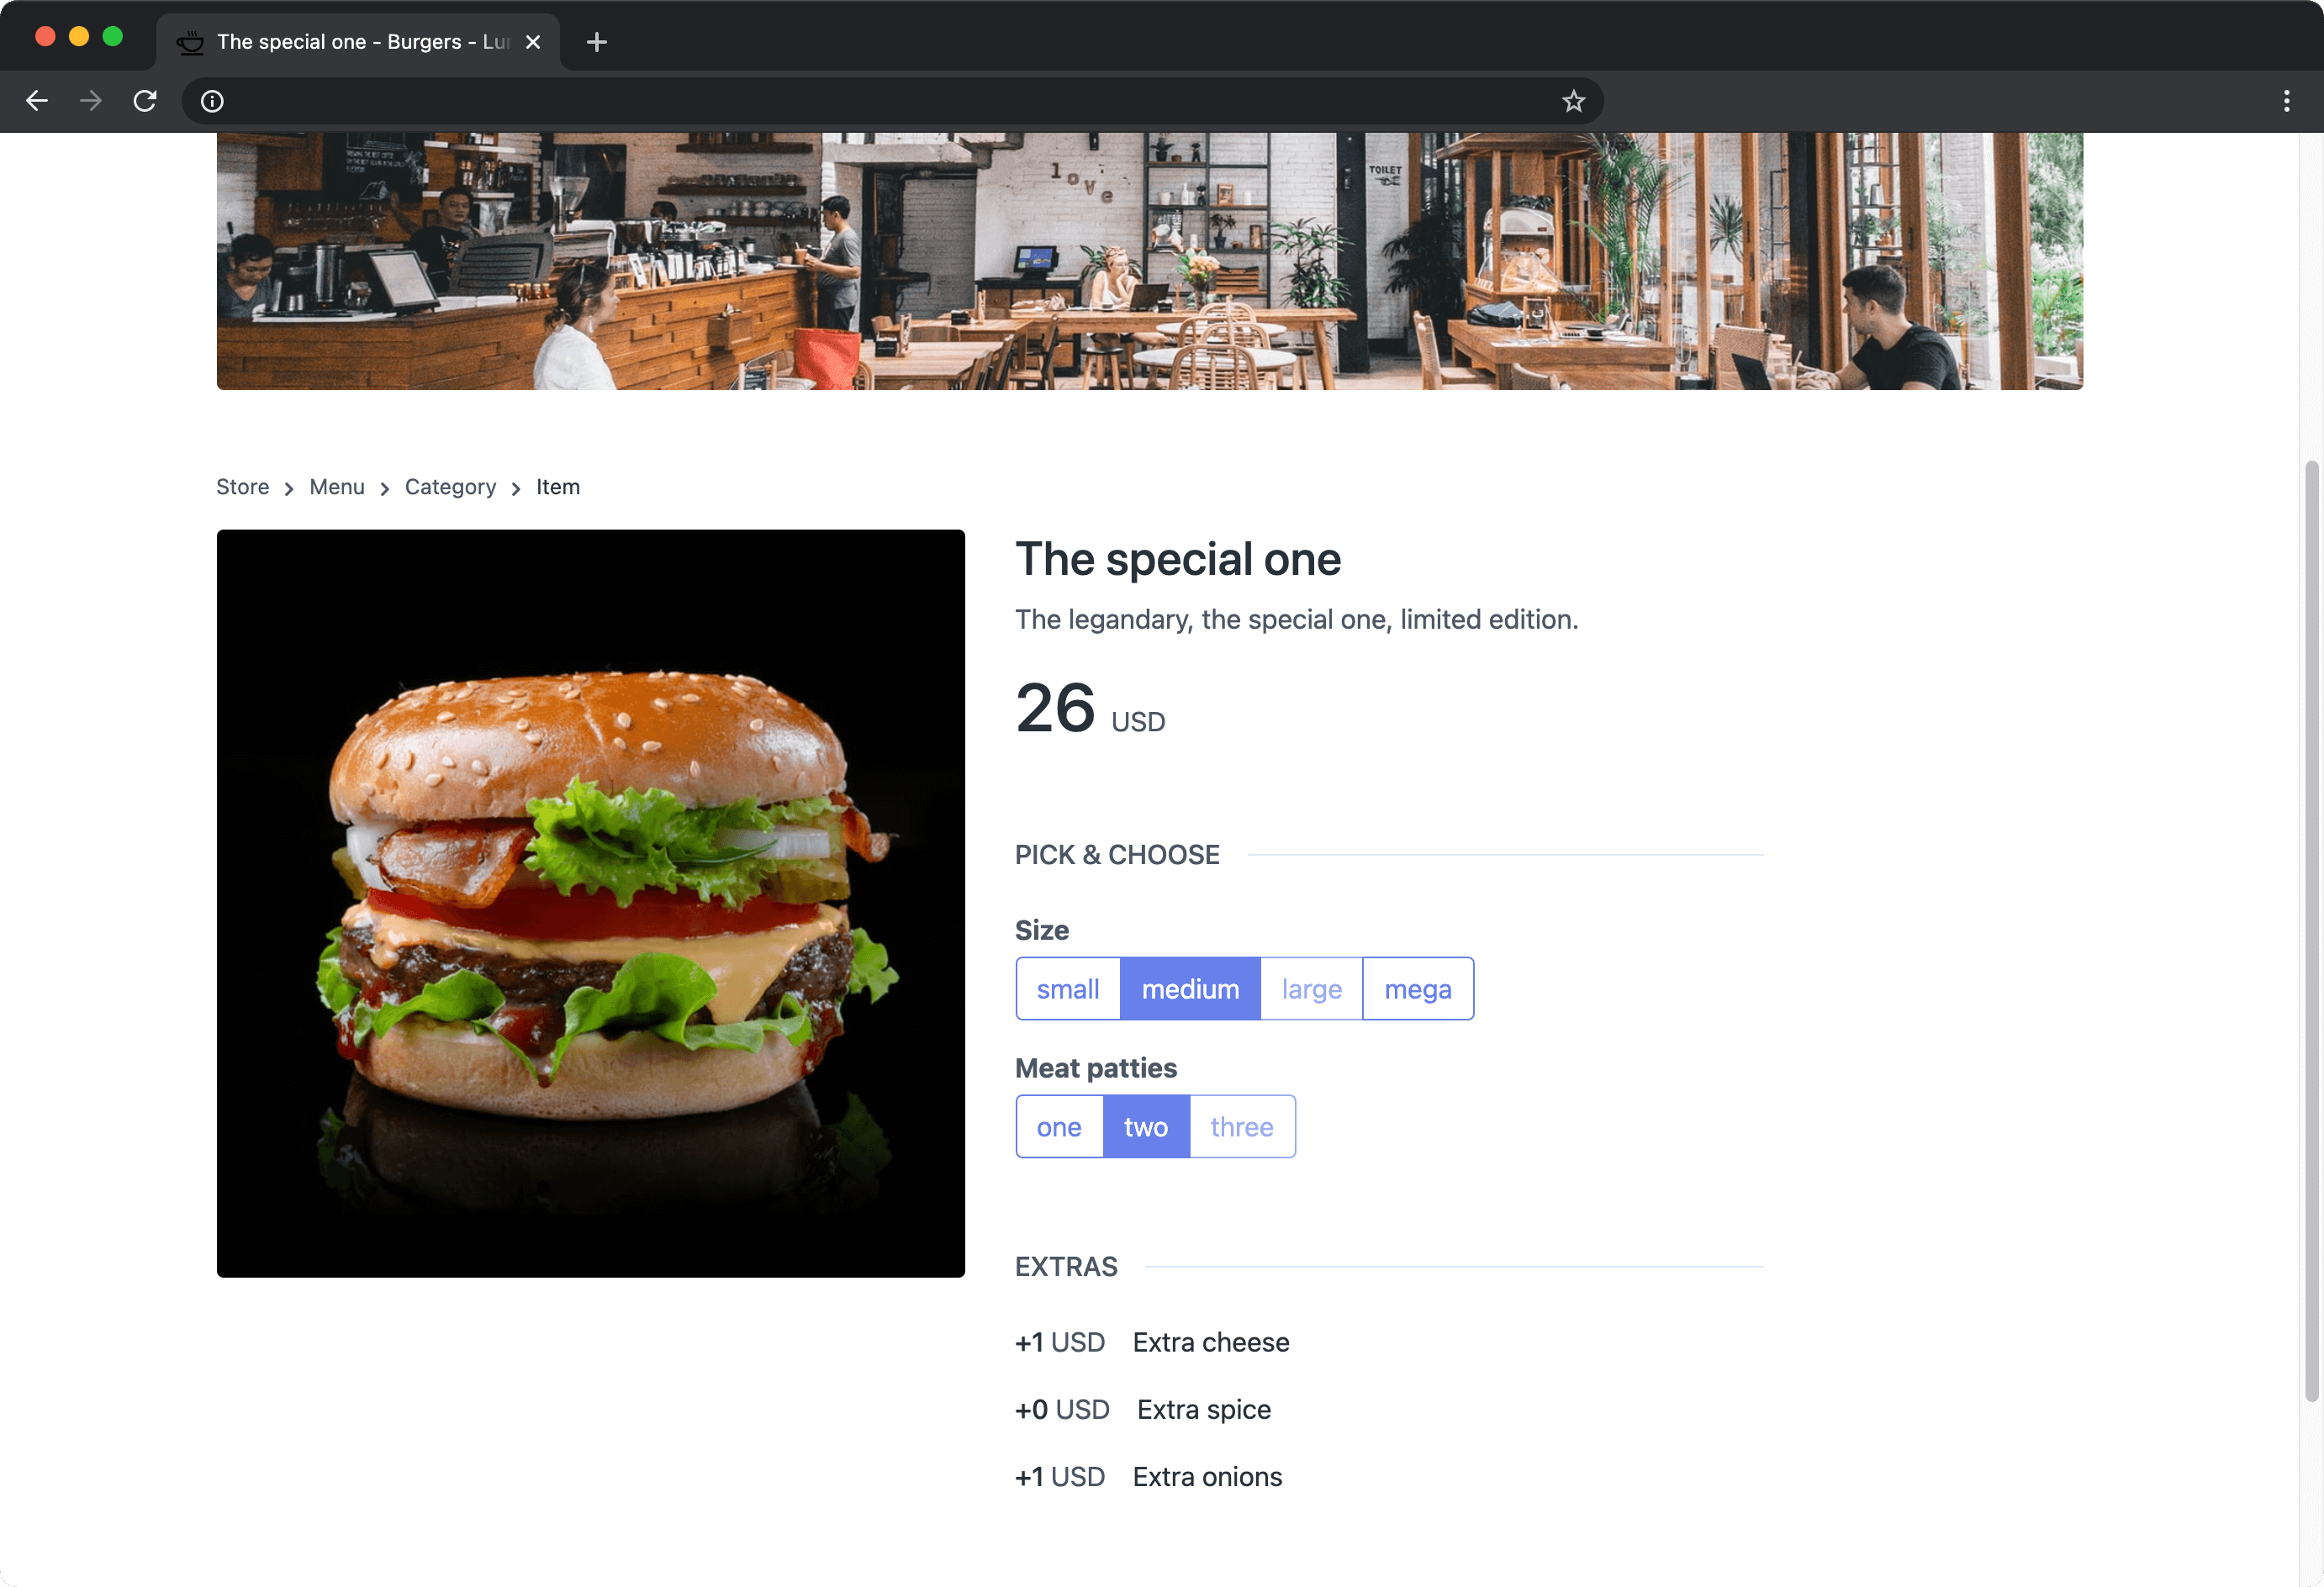 The special one - Burgers - Lu
love
TOILET
Store > Menu > Category > Item
The special one
The legandary, the special one, limited edition.
26 USD
PICK & CHOOSE
Size
small medium large mega
Meat patties
one two three
EXTRAS
+1 USD Extra cheese
+0 USD Extra spice
+1 USD Extra onions